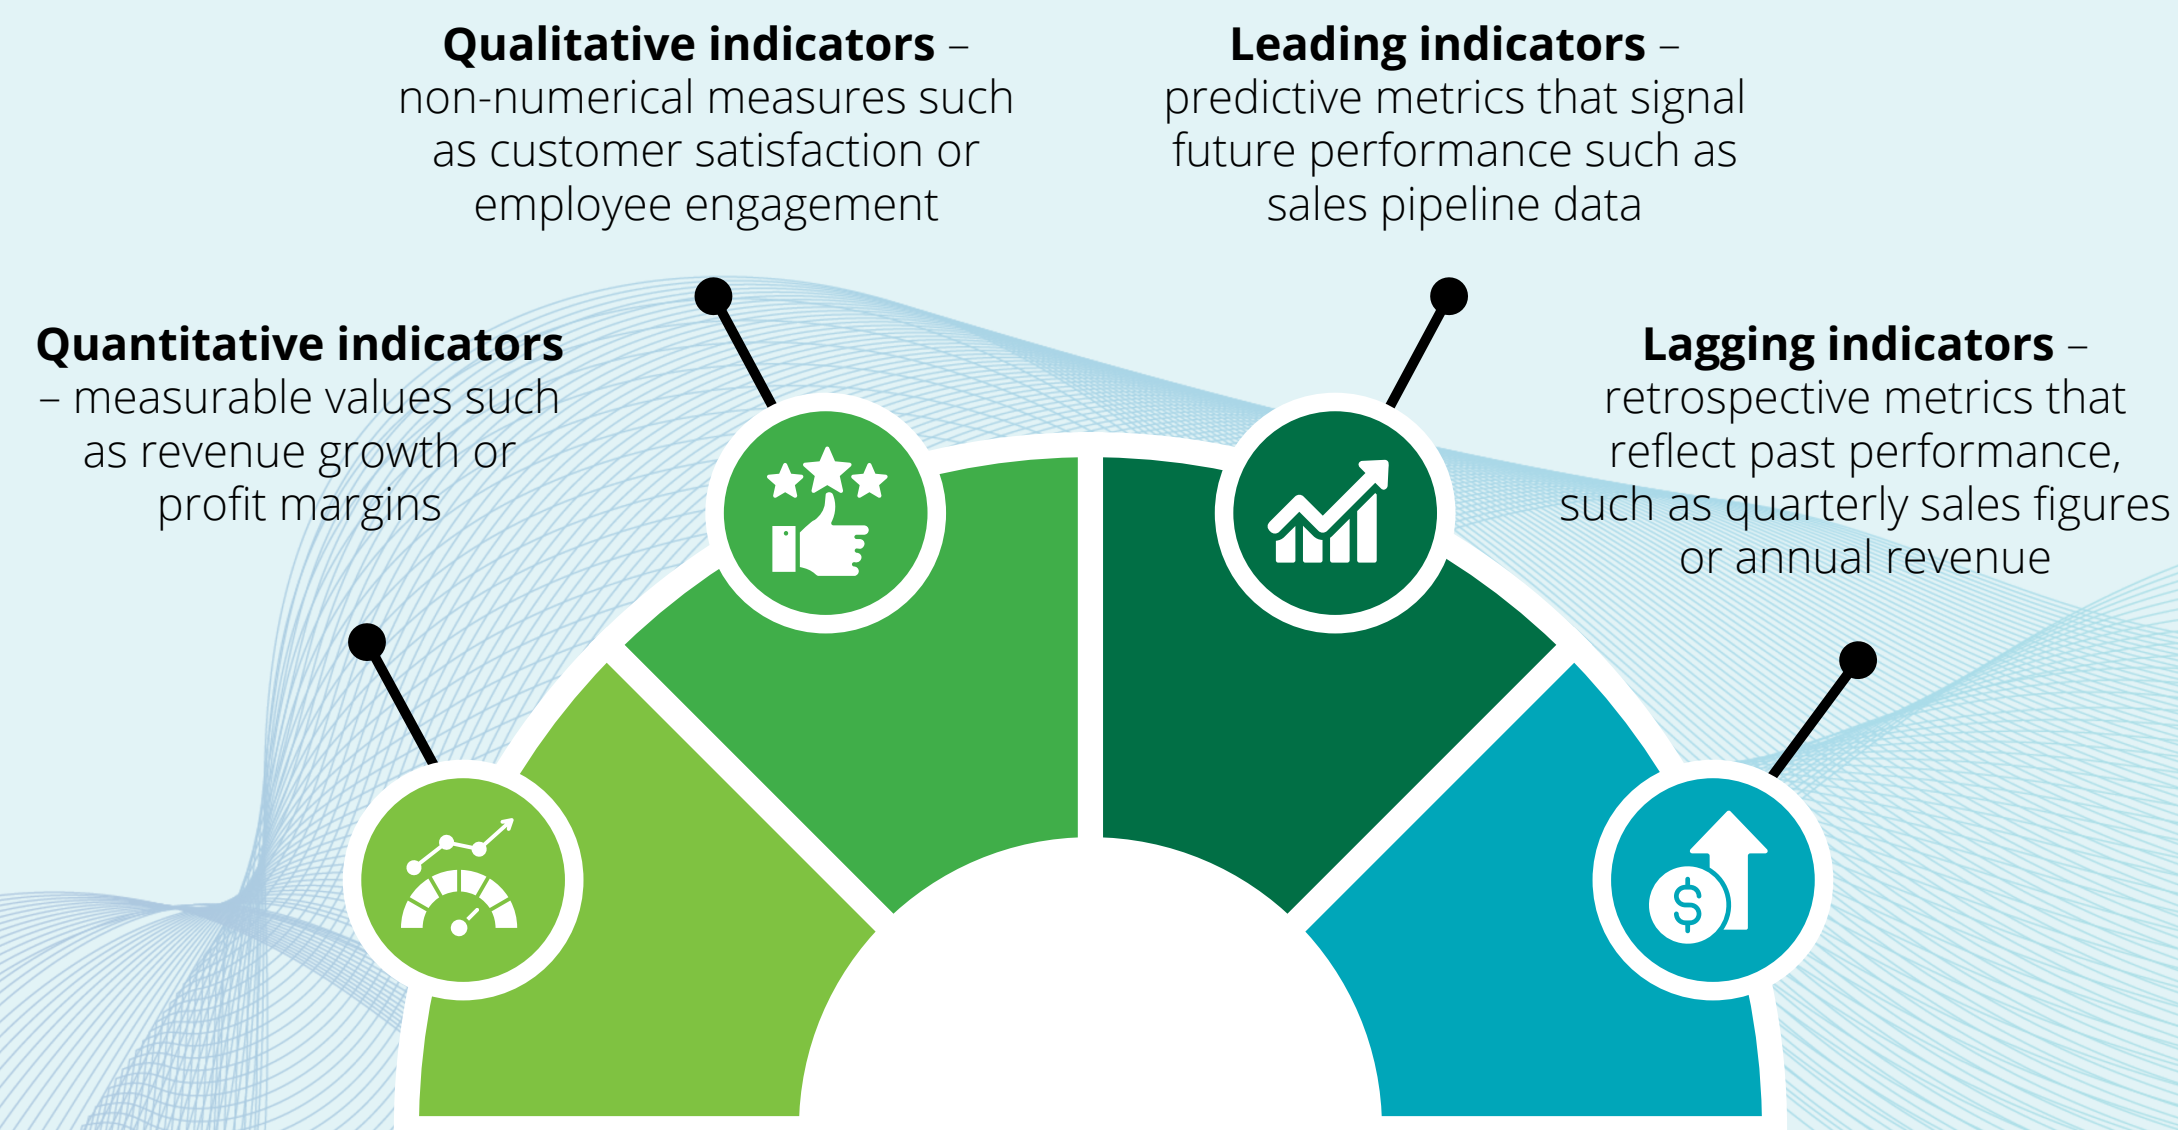 Qualitative indicators –
non-numerical measures such
as customer satisfaction or
employee engagement
Leading indicators –
predictive metrics that signal
future performance such as
sales pipeline data
Quantitative indicators
– measurable values such
as revenue growth or
profit margins
Lagging indicators –
retrospective metrics that
reflect past performance,
such as quarterly sales figures
or annual revenue
$